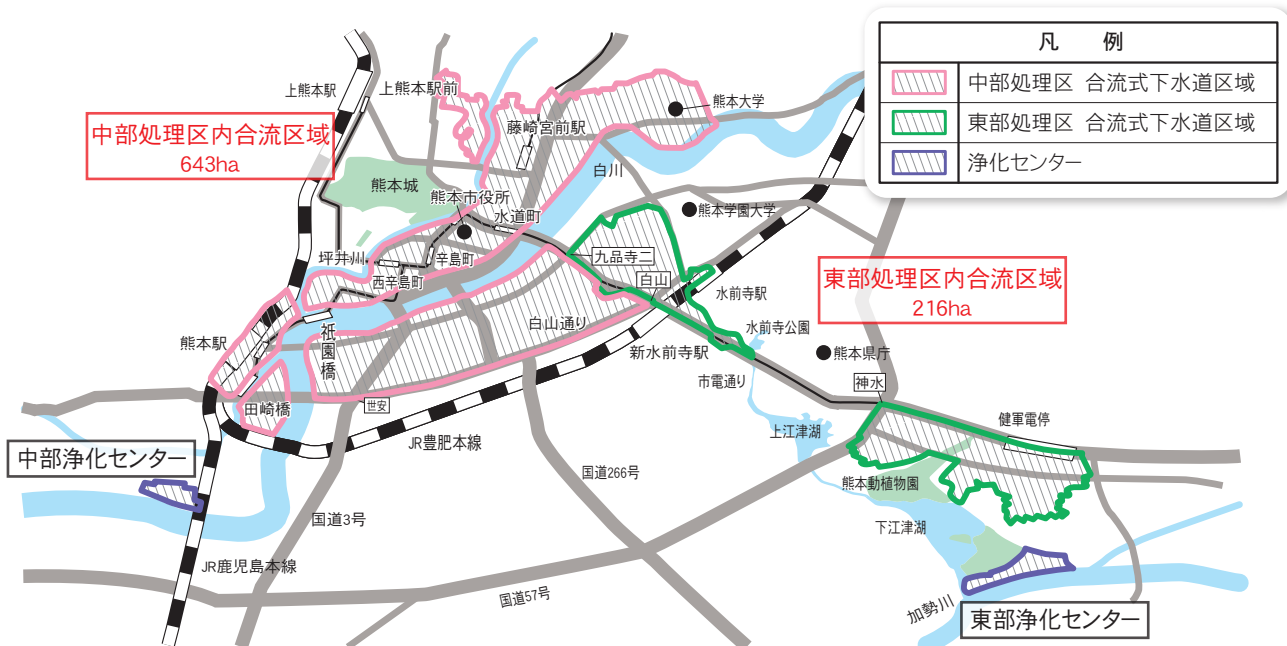 凡 例
中部処理区 合流式下水道区域
東部処理区 合流式下水道区域
浄化センター
上熊本駅
上熊本駅前
中部処理区内合流区域
643ha
藤崎宮前駅
熊本大学
白川
熊本城
熊本市役所
水道町
熊本学園大学
坪井川
辛島町
西辛島町
九品寺二
白山
東部処理区内合流区域
216ha
水前寺駅
水前寺公園
熊本駅
祇園橋
白山通り
新水前寺駅
熊本県庁
市電通り
神水
田崎橋
世安
健軍電停
上江津湖
JR豊肥本線
中部浄化センター
国道266号
熊本動植物園
国道3号
下江津湖
JR鹿児島本線
国道57号
加勢川
東部浄化センター